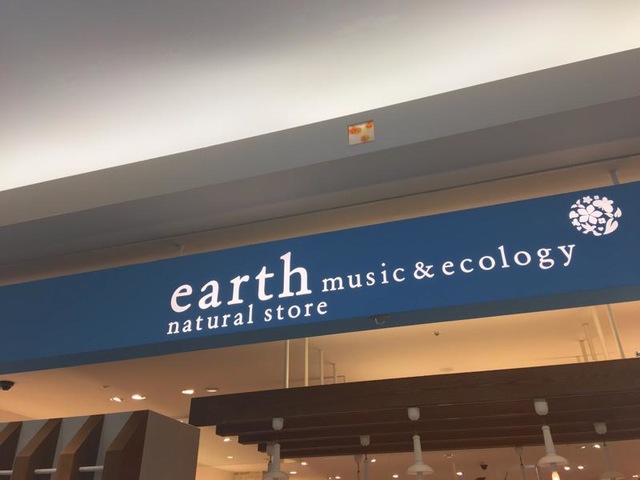 earth music & ecology
natural store